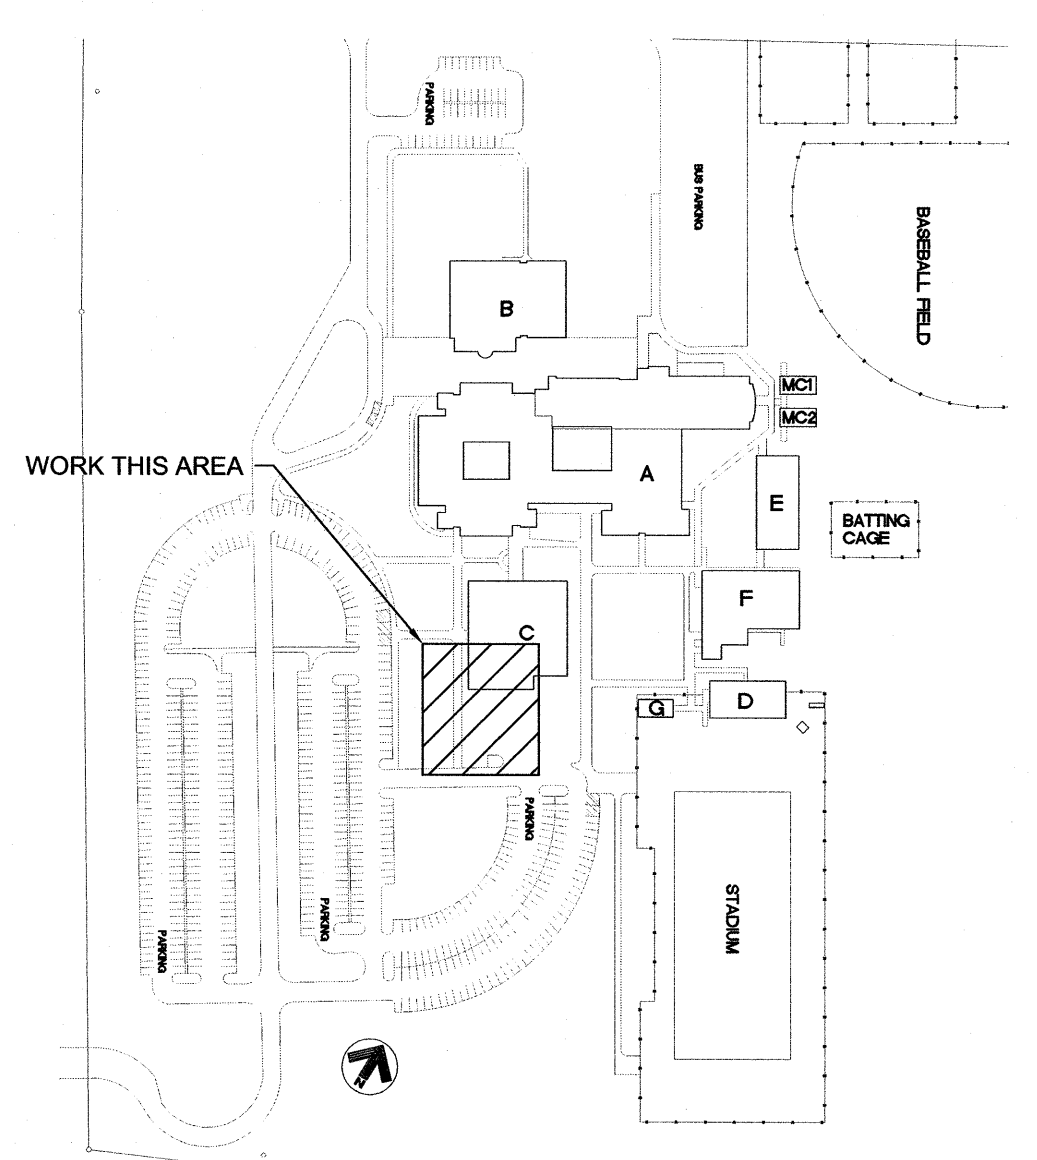 PARKING
BUS PARKING
BASEBALL FIELD
B
MC1
MC2
WORK THIS AREA
A
E
BATTING
CAGE
F
C
D
G
PARKING
STADIUM
PARKING
PARKING
N